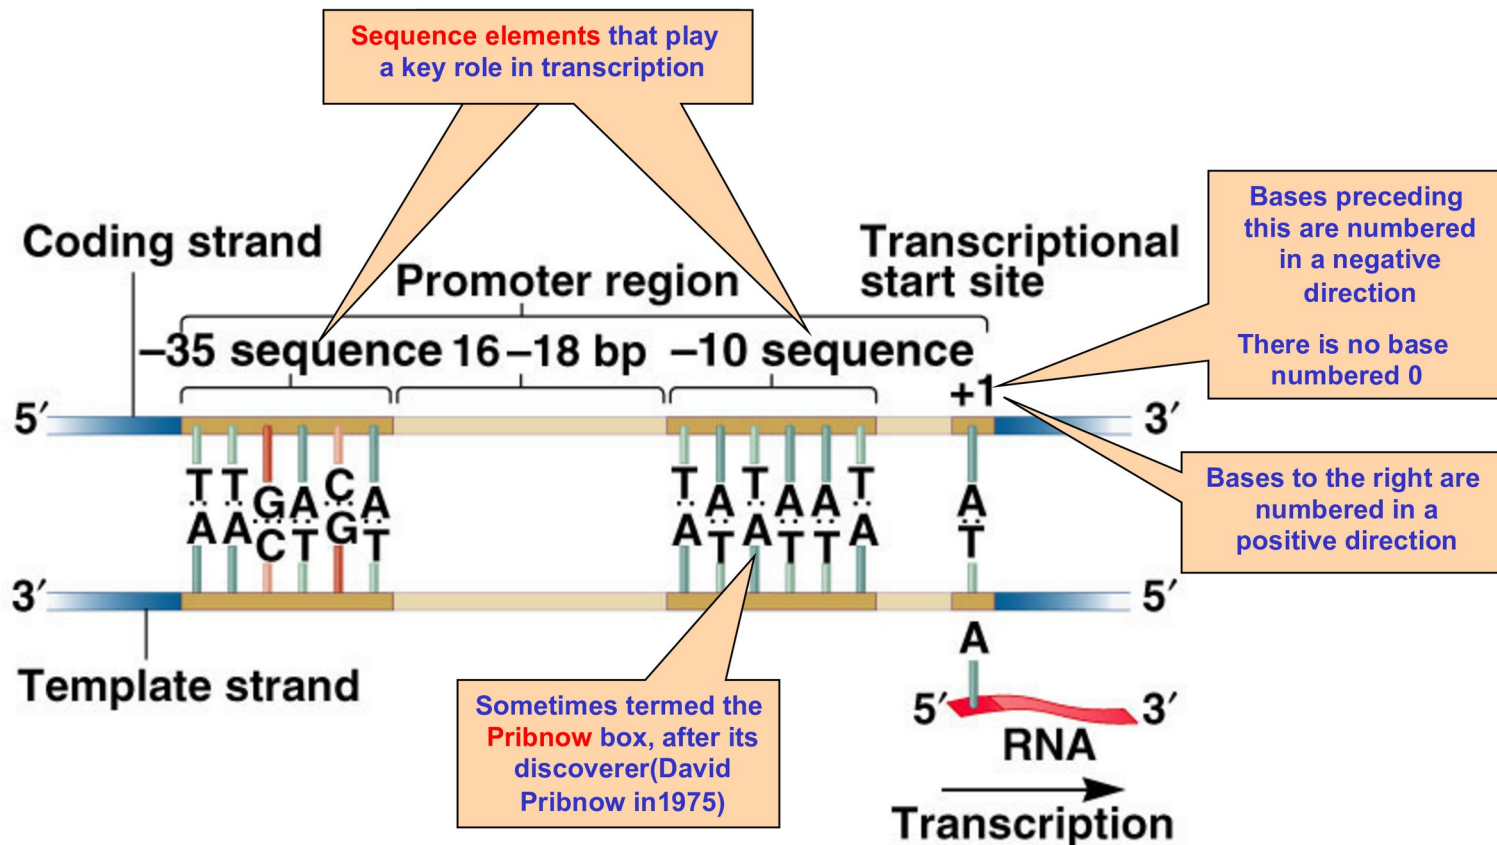 Sequence elements that play
a key role in transcription
Bases preceding
this are numbered
in a negative
direction
There is no base
numbered 0
Coding strand
Promoter region
Transcriptional
start site
–35 sequence 16–18 bp –10 sequence
+1
5′ 3′
T T G A C A T A T A A T A
A A C T G T A T A T T A T
3′ 5′
Bases to the right are
numbered in a
positive direction
Template strand
Sometimes termed the
Pribnow box, after its
discoverer(David
Pribnow in1975)
A
5′ 3′
RNA
Transcription